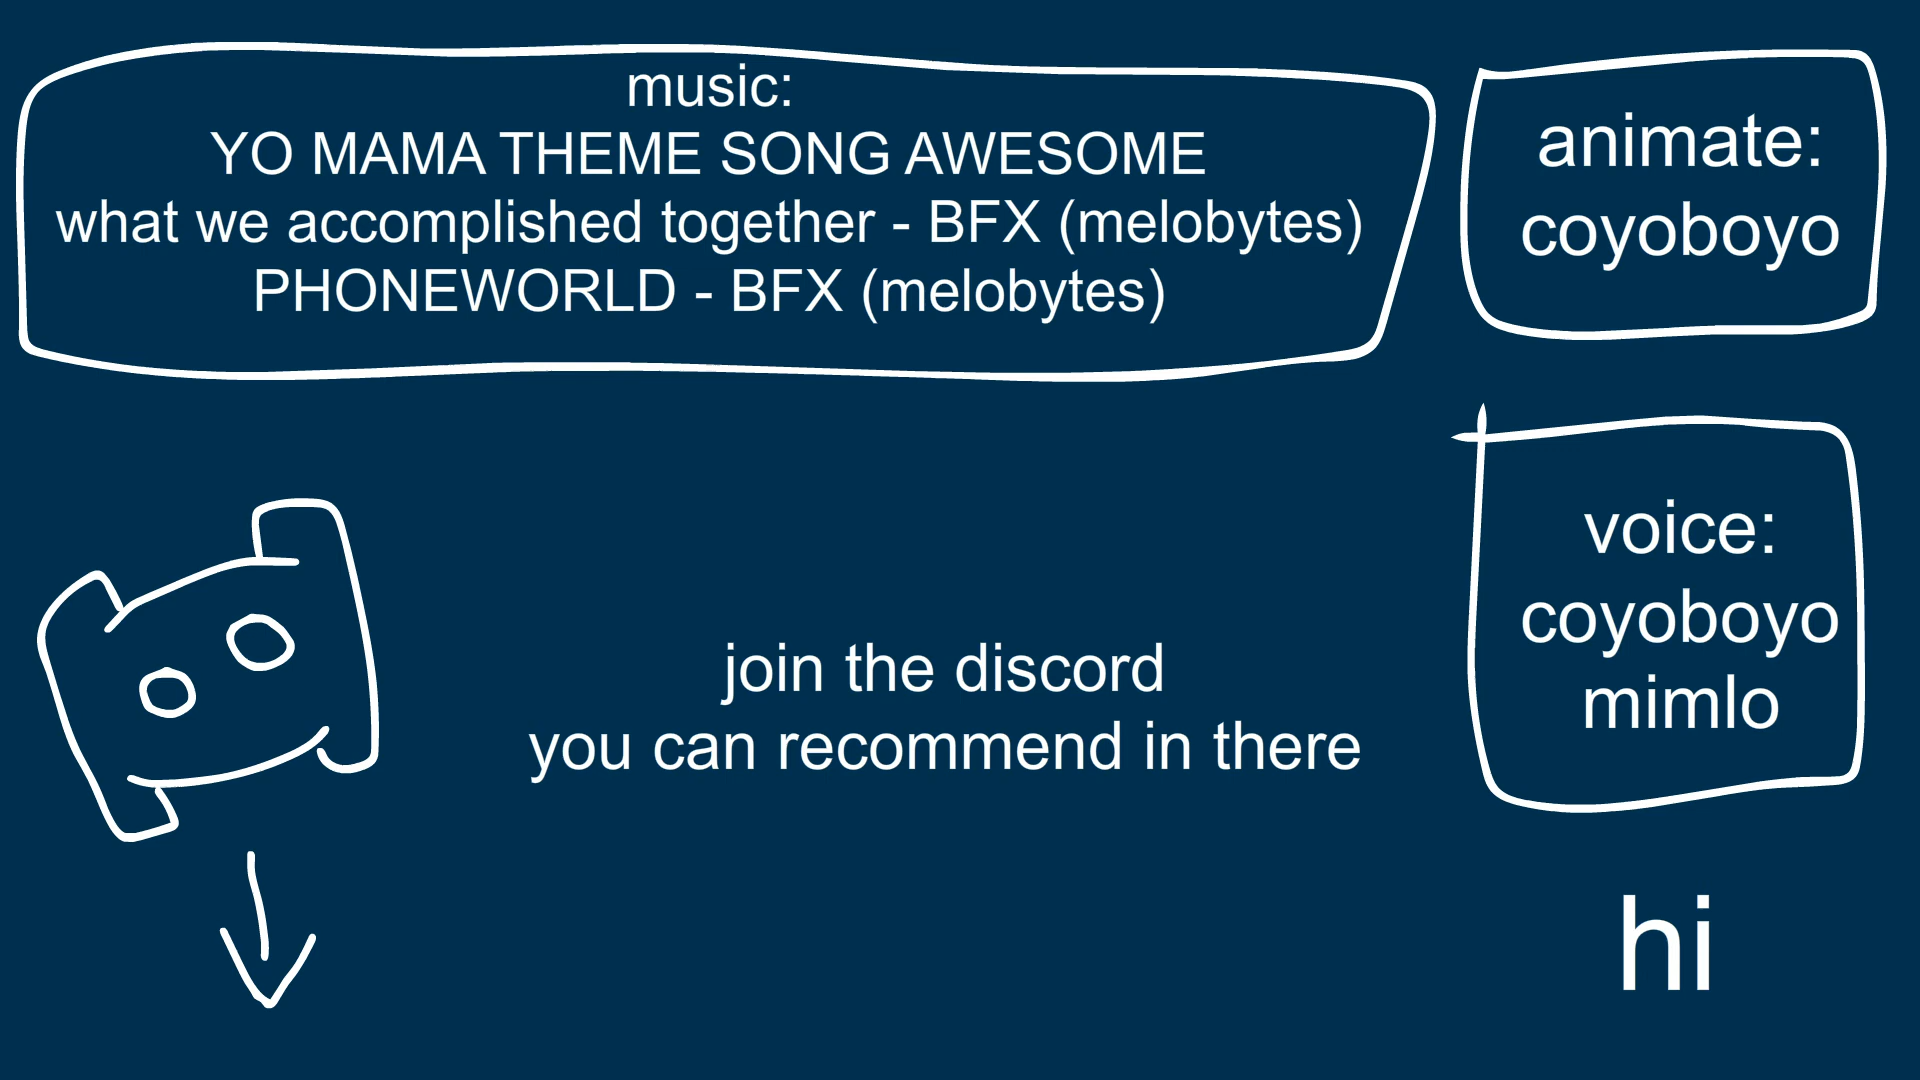 music:
YO MAMA THEME SONG AWESOME
what we accomplished together - BFX (melobytes)
PHONEWORLD - BFX (melobytes)
animate:
coyoboyo
voice:
coyoboyo
mimlo
join the discord
you can recommend in there
hi